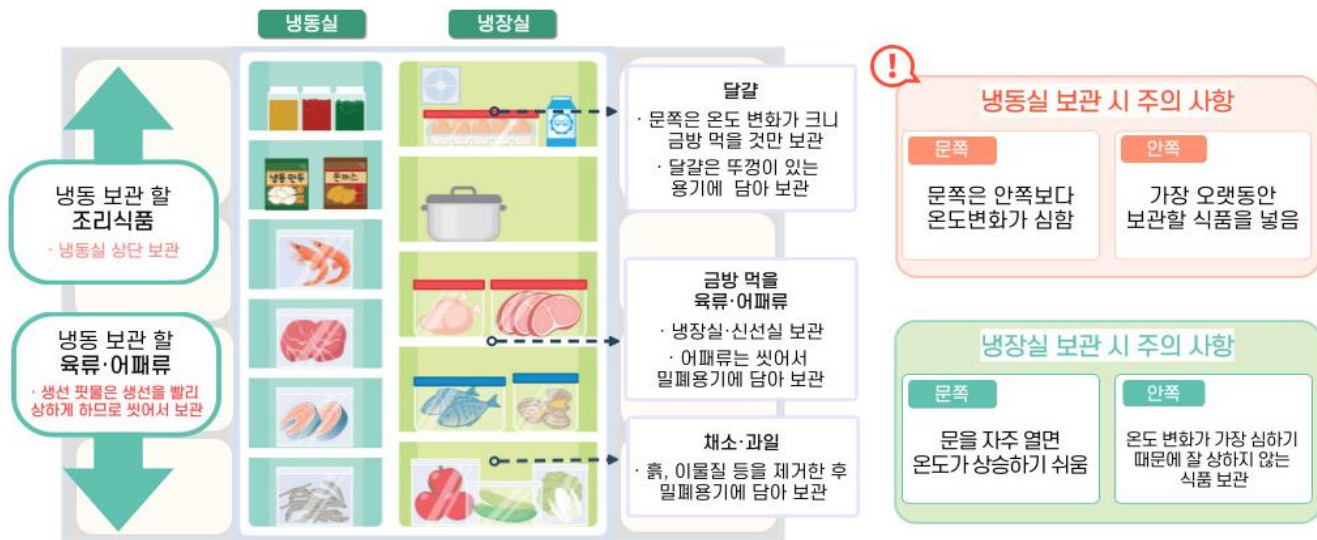 냉동실
냉장실
냉동 보관 할
조리식품
· 냉동실 상단 보관
냉동 보관 할
육류·어패류
· 생선 핏물은 생선을 빨리
상하게 하므로 씻어서 보관
냉동만두
돈까스
달걀
· 문쪽은 온도 변화가 크니
금방 먹을 것만 보관
· 달걀은 뚜껑이 있는
용기에 담아 보관
금방 먹을
육류·어패류
· 냉장실·신선실 보관
· 어패류는 씻어서
밀폐용기에 담아 보관
채소·과일
· 흙, 이물질 등을 제거한 후
밀폐용기에 담아 보관
!
냉동실 보관 시 주의 사항
문쪽
문쪽은 안쪽보다
온도변화가 심함
안쪽
가장 오랫동안
보관할 식품을 넣음
냉장실 보관 시 주의 사항
문쪽
문을 자주 열면
온도가 상승하기 쉬움
안쪽
온도 변화가 가장 심하기
때문에 잘 상하지 않는
식품 보관